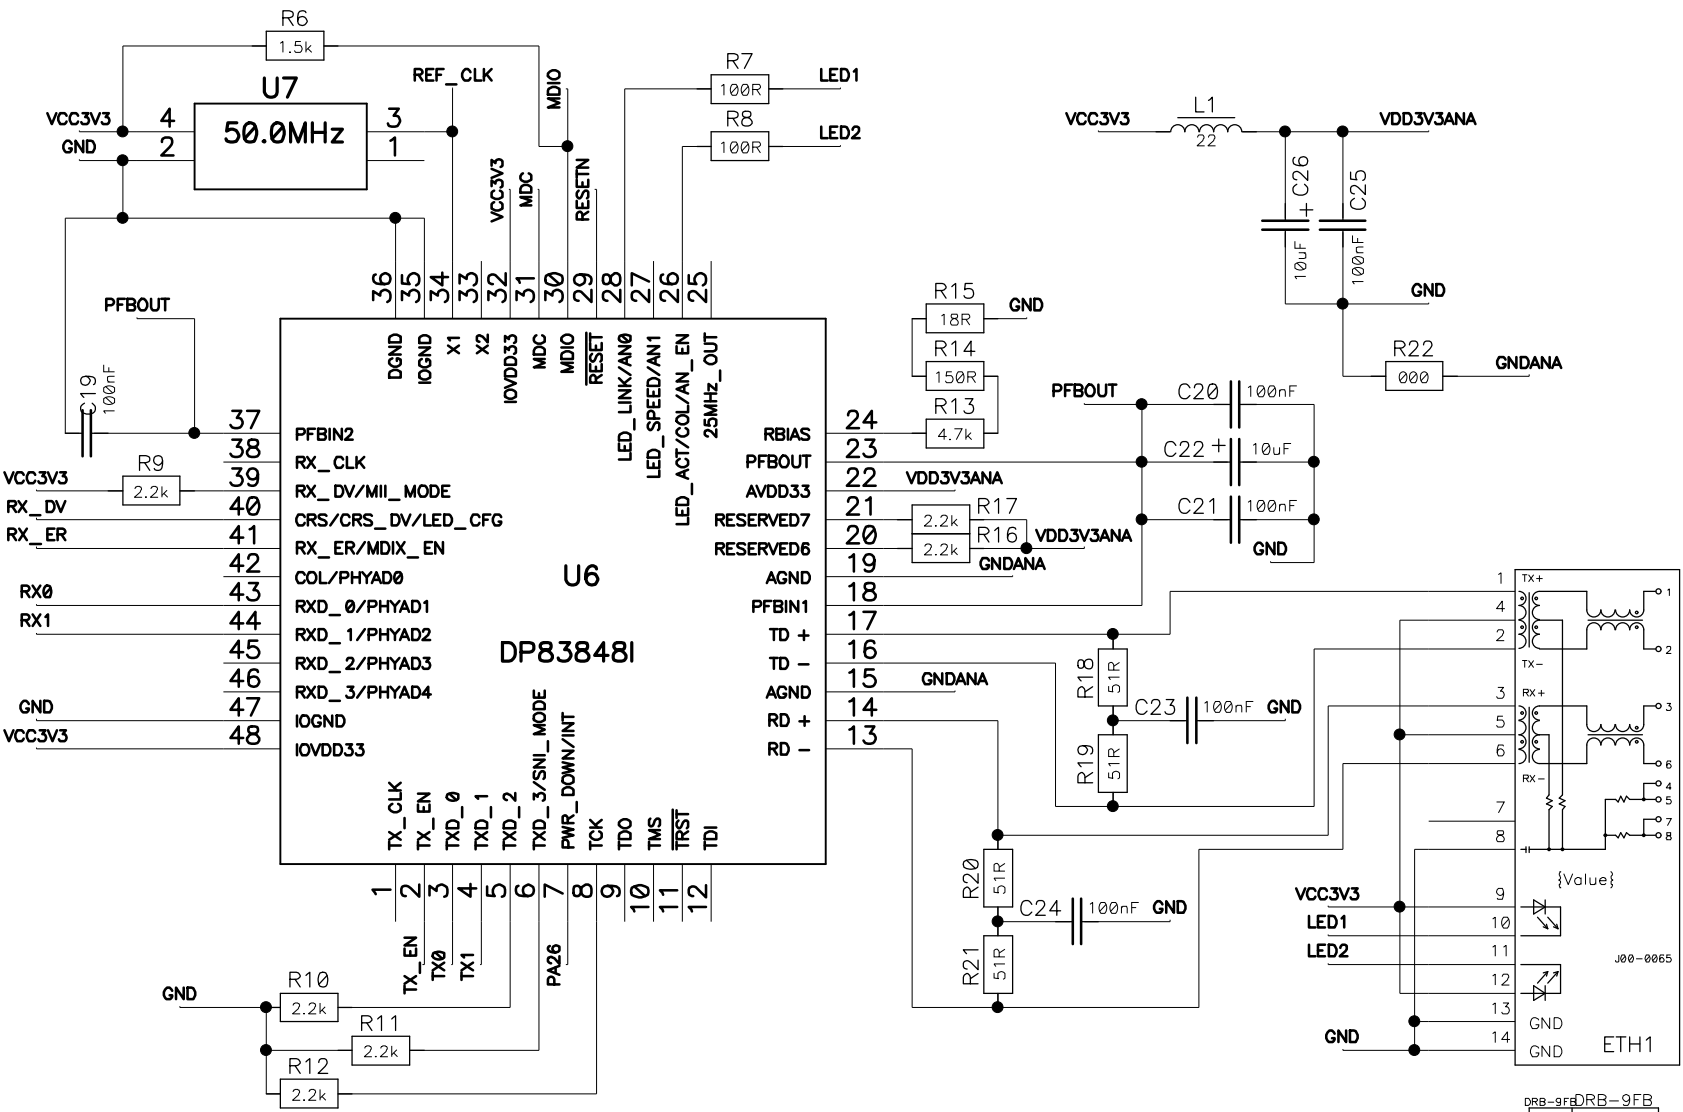 R6
1.5k
U7
50.0MHz
VCC3V3
4
3
GND
2
1
REF_CLK
MDIO
VCC3V3
MDC
RESETN
R7
100R
LED1
R8
100R
LED2
VCC3V3
L1
22
VDD3V3ANA
C26
+
10uF
C25
100nF
GND
R22
000
GNDANA
36
35
34
33
32
31
30
29
28
27
26
25
DGND
IOGND
X1
X2
IOVDD33
MDC
MDIO
RESET
LED_LINK/AN0
LED_SPEED/AN1
LED_ACT/COL/AN_EN
25MHz_OUT
PFBOUT
C19
100nF
37
PFBIN2
38
RX_CLK
VCC3V3
R9
2.2k
39
RX_DV/MII_MODE
RX_DV
40
CRS/CRS_DV/LED_CFG
RX_ER
41
RX_ER/MDIX_EN
42
COL/PHYAD0
RX0
43
RXD_0/PHYAD1
RX1
44
RXD_1/PHYAD2
45
RXD_2/PHYAD3
46
RXD_3/PHYAD4
GND
47
IOGND
VCC3V3
48
IOVDD33
U6
DP83848I
R15
18R
GND
R14
150R
R13
4.7k
RBIAS
24
PFBOUT
23
AVDD33
22
VDD3V3ANA
RESERVED7
21
2.2k
R17
RESERVED6
20
2.2k
R16
VDD3V3ANA
AGND
19
GNDANA
PFBIN1
18
TD +
17
TD -
16
AGND
15
GNDANA
RD +
14
RD -
13
PFBOUT
C20
100nF
C22
+
10uF
C21
100nF
GND
R18
51R
C23
100nF
GND
R19
51R
R20
51R
C24
100nF
GND
R21
51R
TX_CLK
TX_EN
TXD_0
TXD_1
TXD_2
TXD_3/SNI_MODE
PWR_DOWN/INT
TCK
TDO
TMS
TRST
TDI
1
2
3
4
5
6
7
8
9
10
11
12
TX_EN
TX0
TX1
PA26
GND
R10
2.2k
R11
2.2k
R12
2.2k
1
TX+
1
4
2
2
TX-
3
RX+
3
5
6
6
RX-
4
5
7
7
8
8
{Value}
VCC3V3
9
LED1
10
LED2
11
J00-0065
12
13
GND
GND
14
GND
ETH1
DRB-9FB
DRB-9FB